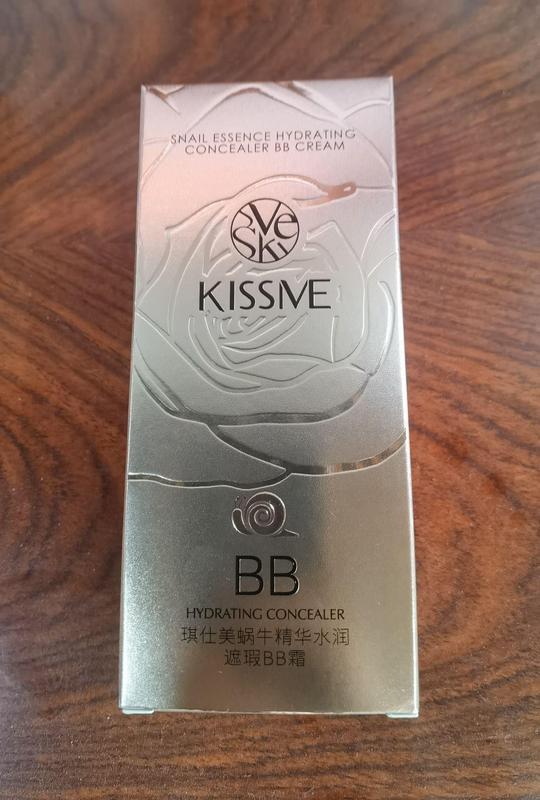 SNAIL ESSENCE HYDRATING
CONCEALER BB CREAM
KISSME
BB
HYDRATING CONCEALER
琪仕美蜗牛精华水润
遮瑕BB霜